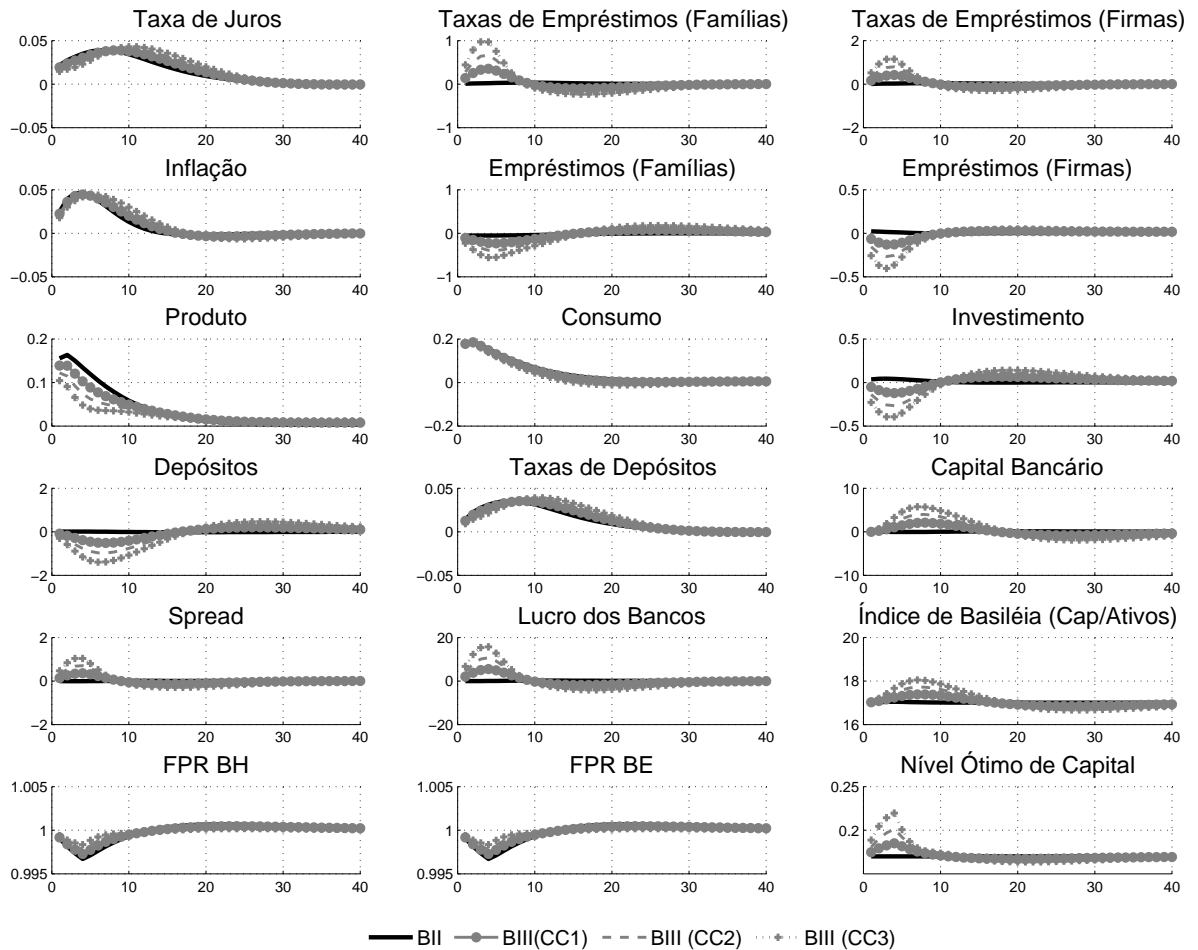 Taxa de Juros
0.05
0
−0.05
0 10 20 30 40
Taxas de Empréstimos (Famílias)
1
0
−1
0 10 20 30 40
Taxas de Empréstimos (Firmas)
2
0
−2
0 10 20 30 40
Inflação
0.05
0
−0.05
0 10 20 30 40
Empréstimos (Famílias)
1
0
−1
0 10 20 30 40
Empréstimos (Firmas)
0.5
0
−0.5
0 10 20 30 40
Produto
0.2
0.1
0
0 10 20 30 40
Consumo
0.2
0
−0.2
0 10 20 30 40
Investimento
0.5
0
−0.5
0 10 20 30 40
Depósitos
2
0
−2
0 10 20 30 40
Taxas de Depósitos
0.05
0
−0.05
0 10 20 30 40
Capital Bancário
10
0
−10
0 10 20 30 40
Spread
2
0
−2
0 10 20 30 40
Lucro dos Bancos
20
0
−20
0 10 20 30 40
Índice de Basiléia (Cap/Ativos)
20
18
16
0 10 20 30 40
FPR BH
1.005
1
0.995
0 10 20 30 40
FPR BE
1.005
1
0.995
0 10 20 30 40
Nível Ótimo de Capital
0.25
0.2
0 10 20 30 40
BII BIII(CC1) BIII (CC2) BIII (CC3)